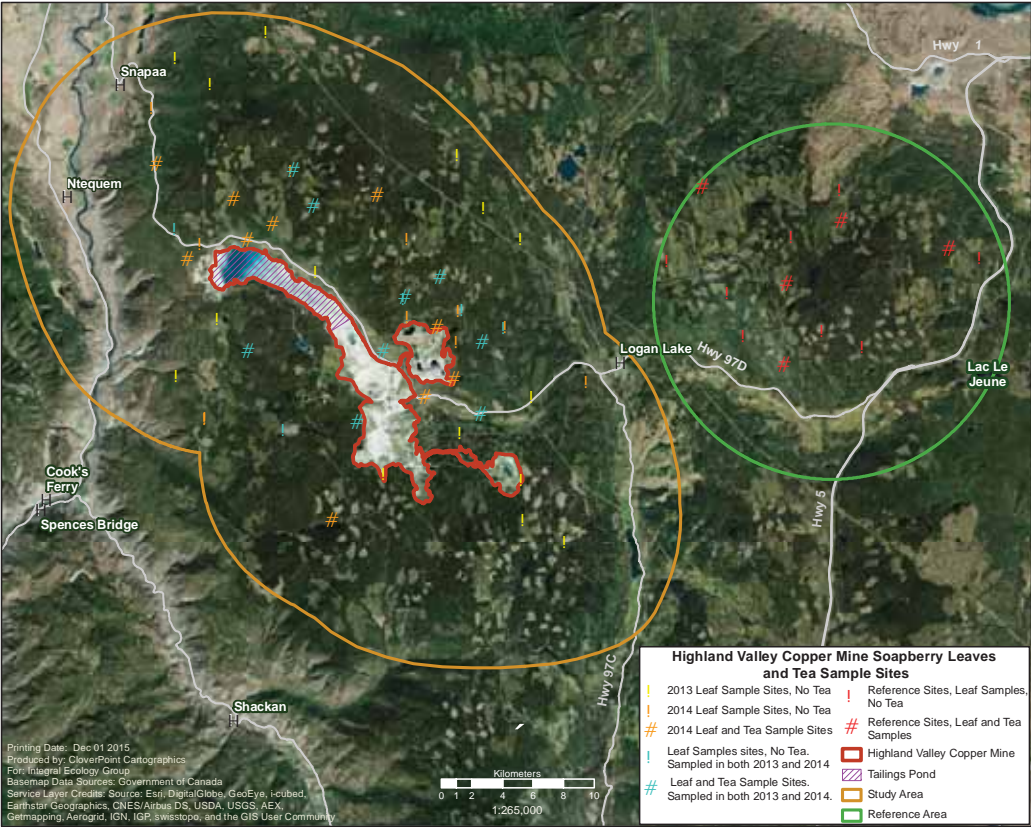 Hwy 1
Snapaa
H
Ntequem
H
Logan Lake
H
Hwy 97D
Lac Le
Jeune
Cook's
Ferry
H
H
Spences Bridge
Hwy 5
Hwy 97C
Shackan
H
Highland Valley Copper Mine Soapberry Leaves
and Tea Sample Sites
! 2013 Leaf Sample Sites, No Tea
! 2014 Leaf Sample Sites, No Tea
# 2014 Leaf and Tea Sample Sites
! Leaf Samples sites, No Tea.
Sampled in both 2013 and 2014
# Leaf and Tea Sample Sites.
Sampled in both 2013 and 2014.
! Reference Sites, Leaf Samples,
No Tea
# Reference Sites, Leaf and Tea
Samples
Highland Valley Copper Mine
Tailings Pond
Study Area
Reference Area
Printing Date: Dec 01 2015
Produced by: CloverPoint Cartographics
For: Integral Ecology Group
Basemap Data Sources: Government of Canada
Service Layer Credits: Source: Esri, DigitalGlobe, GeoEye, i-cubed,
Earthstar Geographics, CNES/Airbus DS, USDA, USGS, AEX,
Getmapping, Aerogrid, IGN, IGP, swisstopo, and the GIS User Community
Kilometers
0 1 2 4 6 8 10
1:265,000